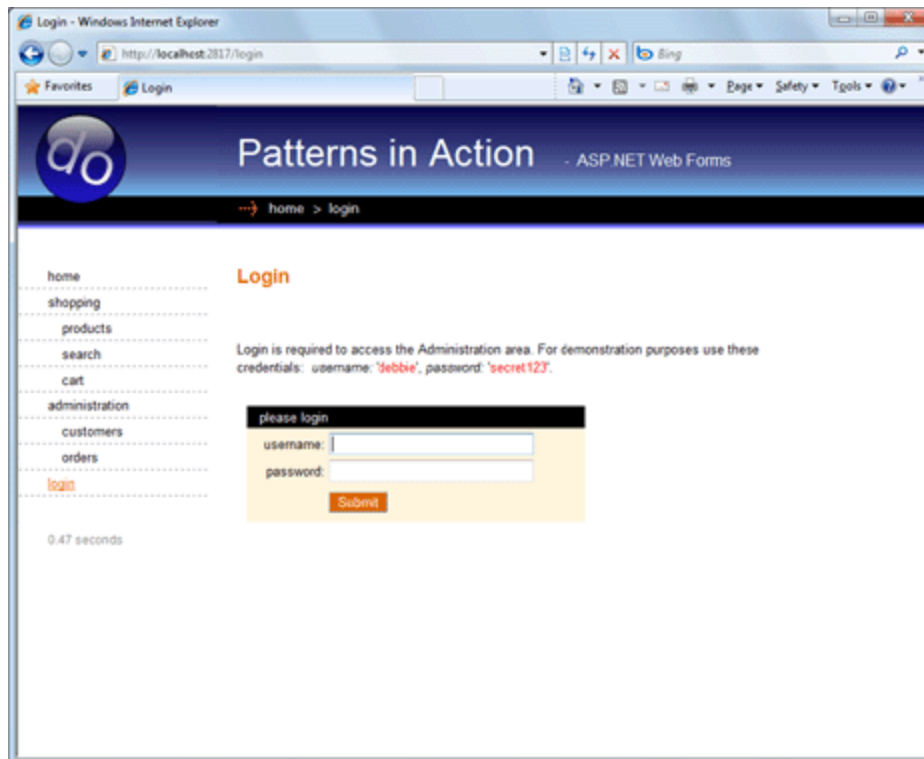 Login - Windows Internet Explorer
http://localhost:2817/login
Bing
Favorites
Login
Page
Safety
Tools
do
Patterns in Action - ASP.NET Web Forms
home > login
home
shopping
products
search
cart
administration
customers
orders
login
0.47 seconds
Login
Login is required to access the Administration area. For demonstration purposes use these
credentials: username: 'debbie', password: 'secret123'.
please login
username:
password:
Submit